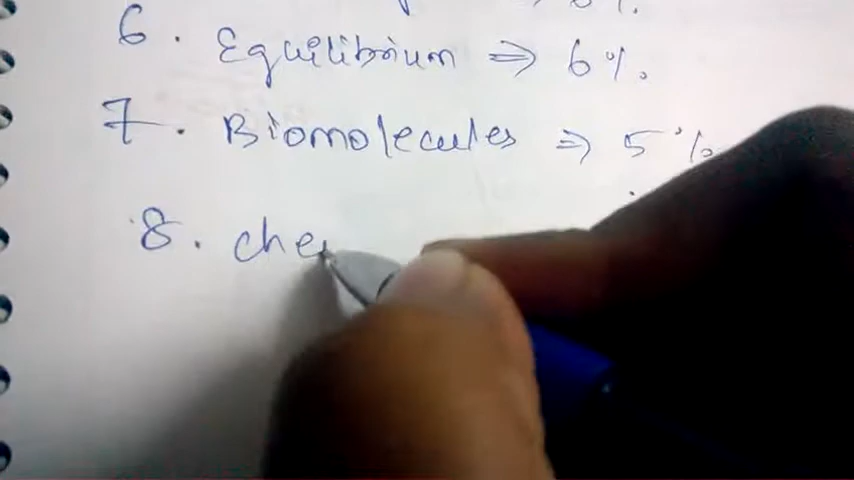 6. Equilibrium ⇒ 6%.
7. Biomolecules ⇒ 5%
8. che